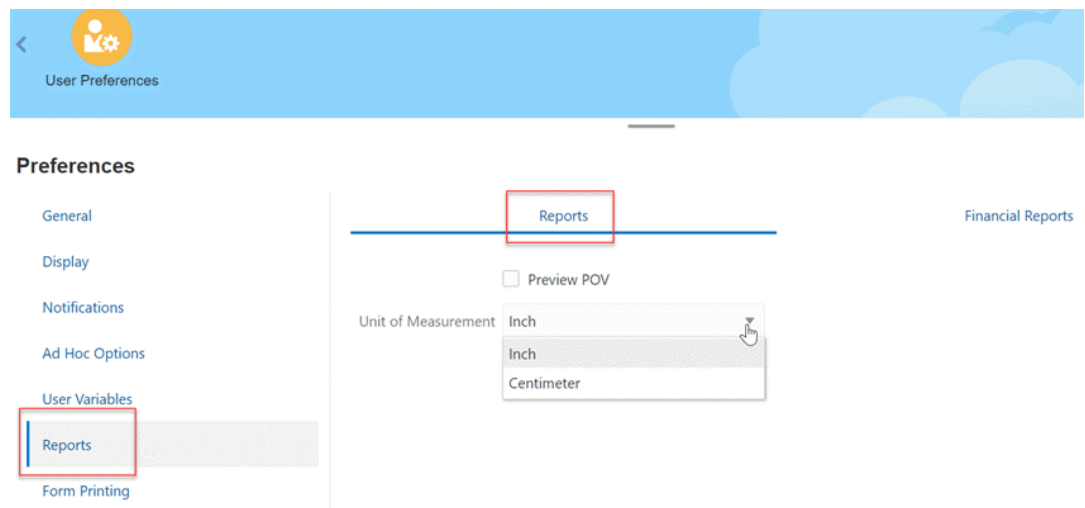 User Preferences
Preferences
General
Display
Notifications
Ad Hoc Options
User Variables
Reports
Form Printing
Reports
Financial Reports
Preview POV
Unit of Measurement Inch
Inch
Centimeter